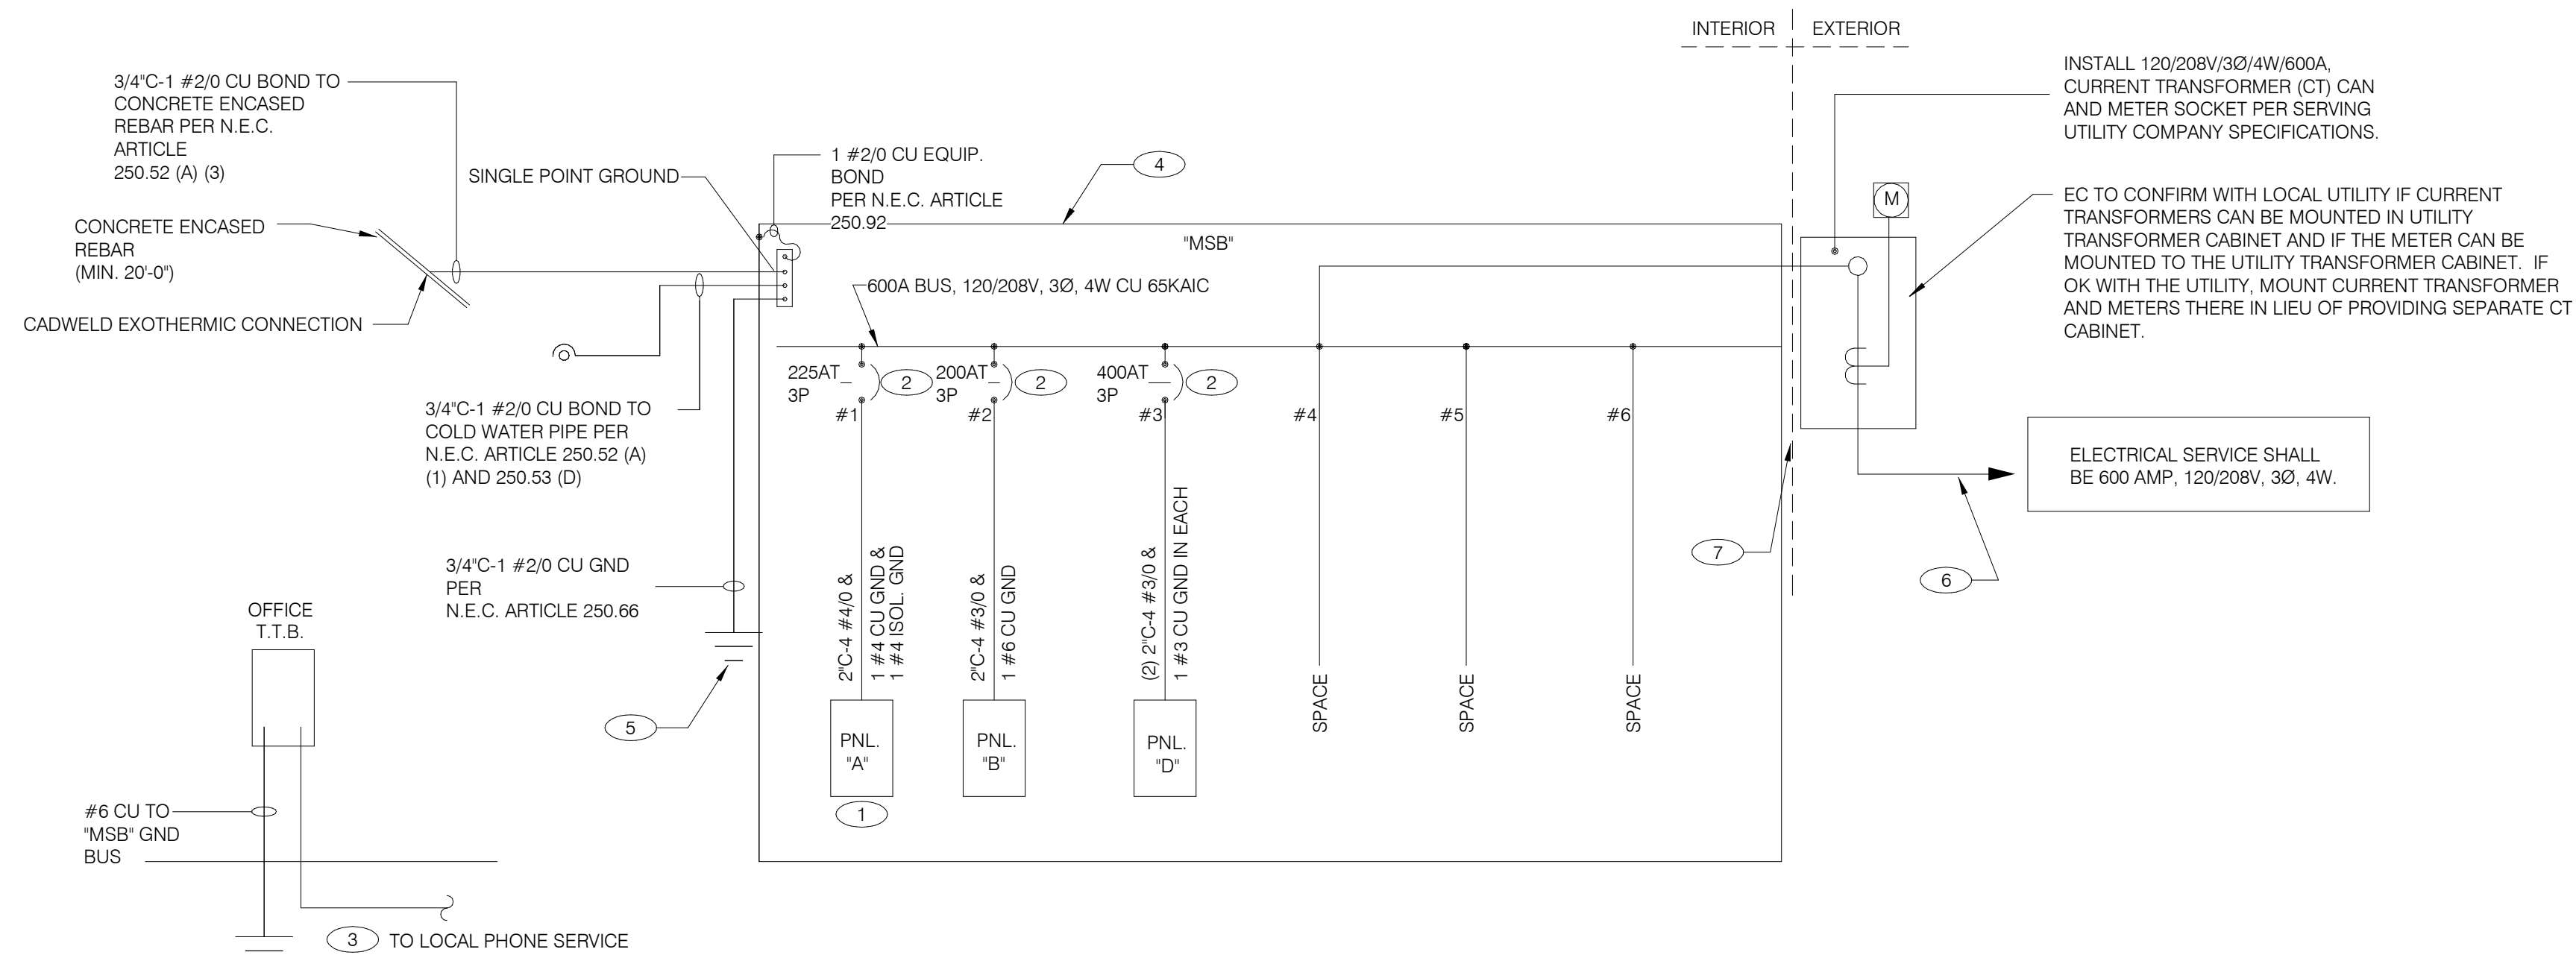 INTERIOR
EXTERIOR
INSTALL 120/208V/3Ø/4W/600A,
CURRENT TRANSFORMER (CT) CAN
AND METER SOCKET PER SERVING
UTILITY COMPANY SPECIFICATIONS.
3/4"C-1 #2/0 CU BOND TO
CONCRETE ENCASED
REBAR PER N.E.C.
ARTICLE
250.52 (A) (3)
SINGLE POINT GROUND
1 #2/0 CU EQUIP.
BOND
PER N.E.C. ARTICLE
250.92
4
M
EC TO CONFIRM WITH LOCAL UTILITY IF CURRENT
TRANSFORMERS CAN BE MOUNTED IN UTILITY
TRANSFORMER CABINET AND IF THE METER CAN BE
MOUNTED TO THE UTILITY TRANSFORMER CABINET. IF
OK WITH THE UTILITY, MOUNT CURRENT TRANSFORMER
AND METERS THERE IN LIEU OF PROVIDING SEPARATE CT
CABINET.
CONCRETE ENCASED
REBAR
(MIN. 20'-0")
"MSB"
600A BUS, 120/208V, 3Ø, 4W CU 65KAIC
CADWELD EXOTHERMIC CONNECTION
225AT
3P
2
#1
200AT
3P
2
#2
400AT
3P
2
#3
#4
#5
#6
3/4"C-1 #2/0 CU BOND TO
COLD WATER PIPE PER
N.E.C. ARTICLE 250.52 (A)
(1) AND 250.53 (D)
ELECTRICAL SERVICE SHALL
BE 600 AMP, 120/208V, 3Ø, 4W.
7
6
3/4"C-1 #2/0 CU GND
PER
N.E.C. ARTICLE 250.66
2"C-4 #4/0 &
1 #4 CU GND &
1 #4 ISOL. GND
2"C-4 #3/0 &
1 #6 CU GND
(2) 2"C-4 #3/0 &
1 #3 CU GND IN EACH
SPACE
SPACE
SPACE
OFFICE
T.T.B.
5
PNL.
"A"
1
PNL.
"B"
PNL.
"D"
#6 CU TO
"MSB" GND
BUS
3
TO LOCAL PHONE SERVICE